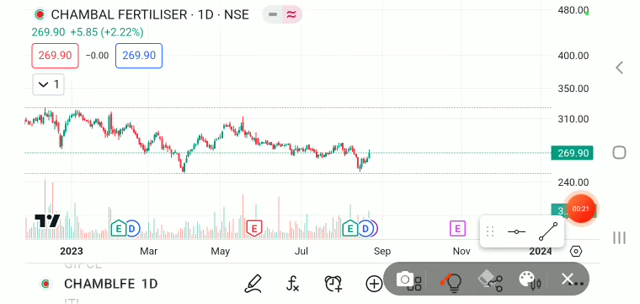 CHAMBAL FERTILISER · 1D · NSE
269.90 +5.85 (+2.22%)
269.90 −0.00 269.90
1
480.00
400.00
350.00
310.00
269.90
240.00
00:21
E D E E D E
2023 Mar May Jul Sep Nov 2024
CHAMBLFE 1D